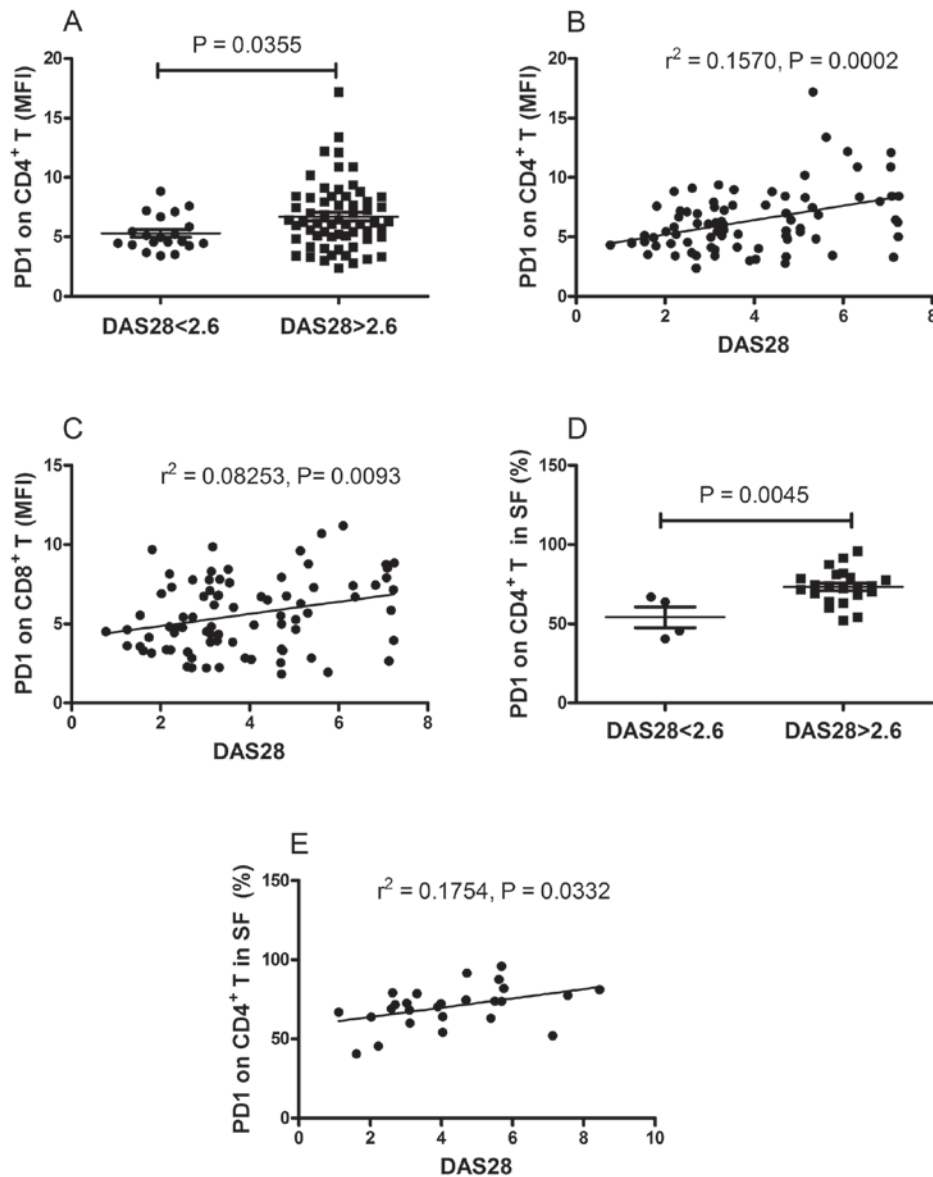 A
P = 0.0355
PD1 on CD4⁺ T (MFI)
20
15
10
5
0
DAS28<2.6
DAS28>2.6
B
r² = 0.1570, P = 0.0002
PD1 on CD4⁺ T (MFI)
20
15
10
5
0
0
2
4
6
8
DAS28
C
r² = 0.08253, P= 0.0093
PD1 on CD8⁺ T (MFI)
15
10
5
0
0
2
4
6
8
DAS28
D
P = 0.0045
PD1 on CD4⁺ T in SF (%)
150
100
50
0
DAS28<2.6
DAS28>2.6
E
r² = 0.1754, P = 0.0332
PD1 on CD4⁺ T in SF (%)
150
100
50
0
0
2
4
6
8
10
DAS28